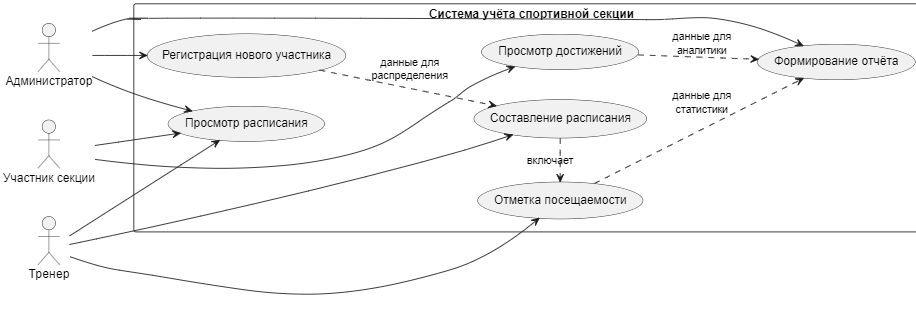 Система учёта спортивной секции
Администратор
Регистрация нового участника
данные для
распределения
Просмотр достижений
данные для
аналитики
Формирование отчёта
Просмотр расписания
Составление расписания
данные для
статистики
Участник секции
включает
Отметка посещаемости
Тренер